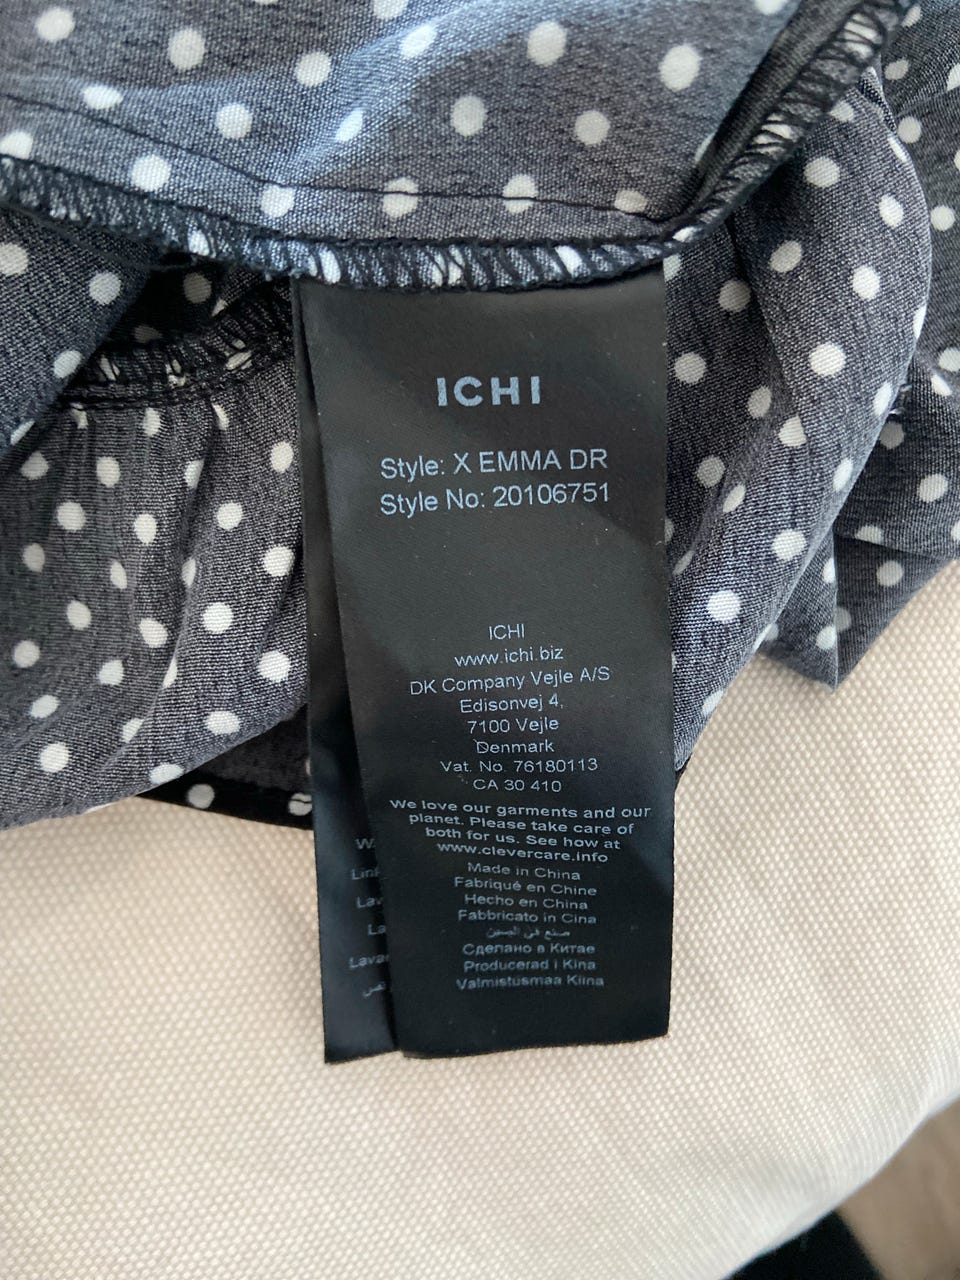 ICHI
Style: X EMMA DR
Style No: 20106751
ICHI
www.ichi.biz
DK Company Vejle A/S
Edisonvej 4,
7100 Vejle
Denmark
Vat. No. 76180113
CA 30 410
We love our garments and our
planet. Please take care of
both for us. See how at
www.clevercare.info
Made in China
Fabriqué en Chine
Hecho en China
Fabbricato in Cina
صنع في الصين
Сделано в Китае
Producerad i Kina
Valmistusmaa Kiina